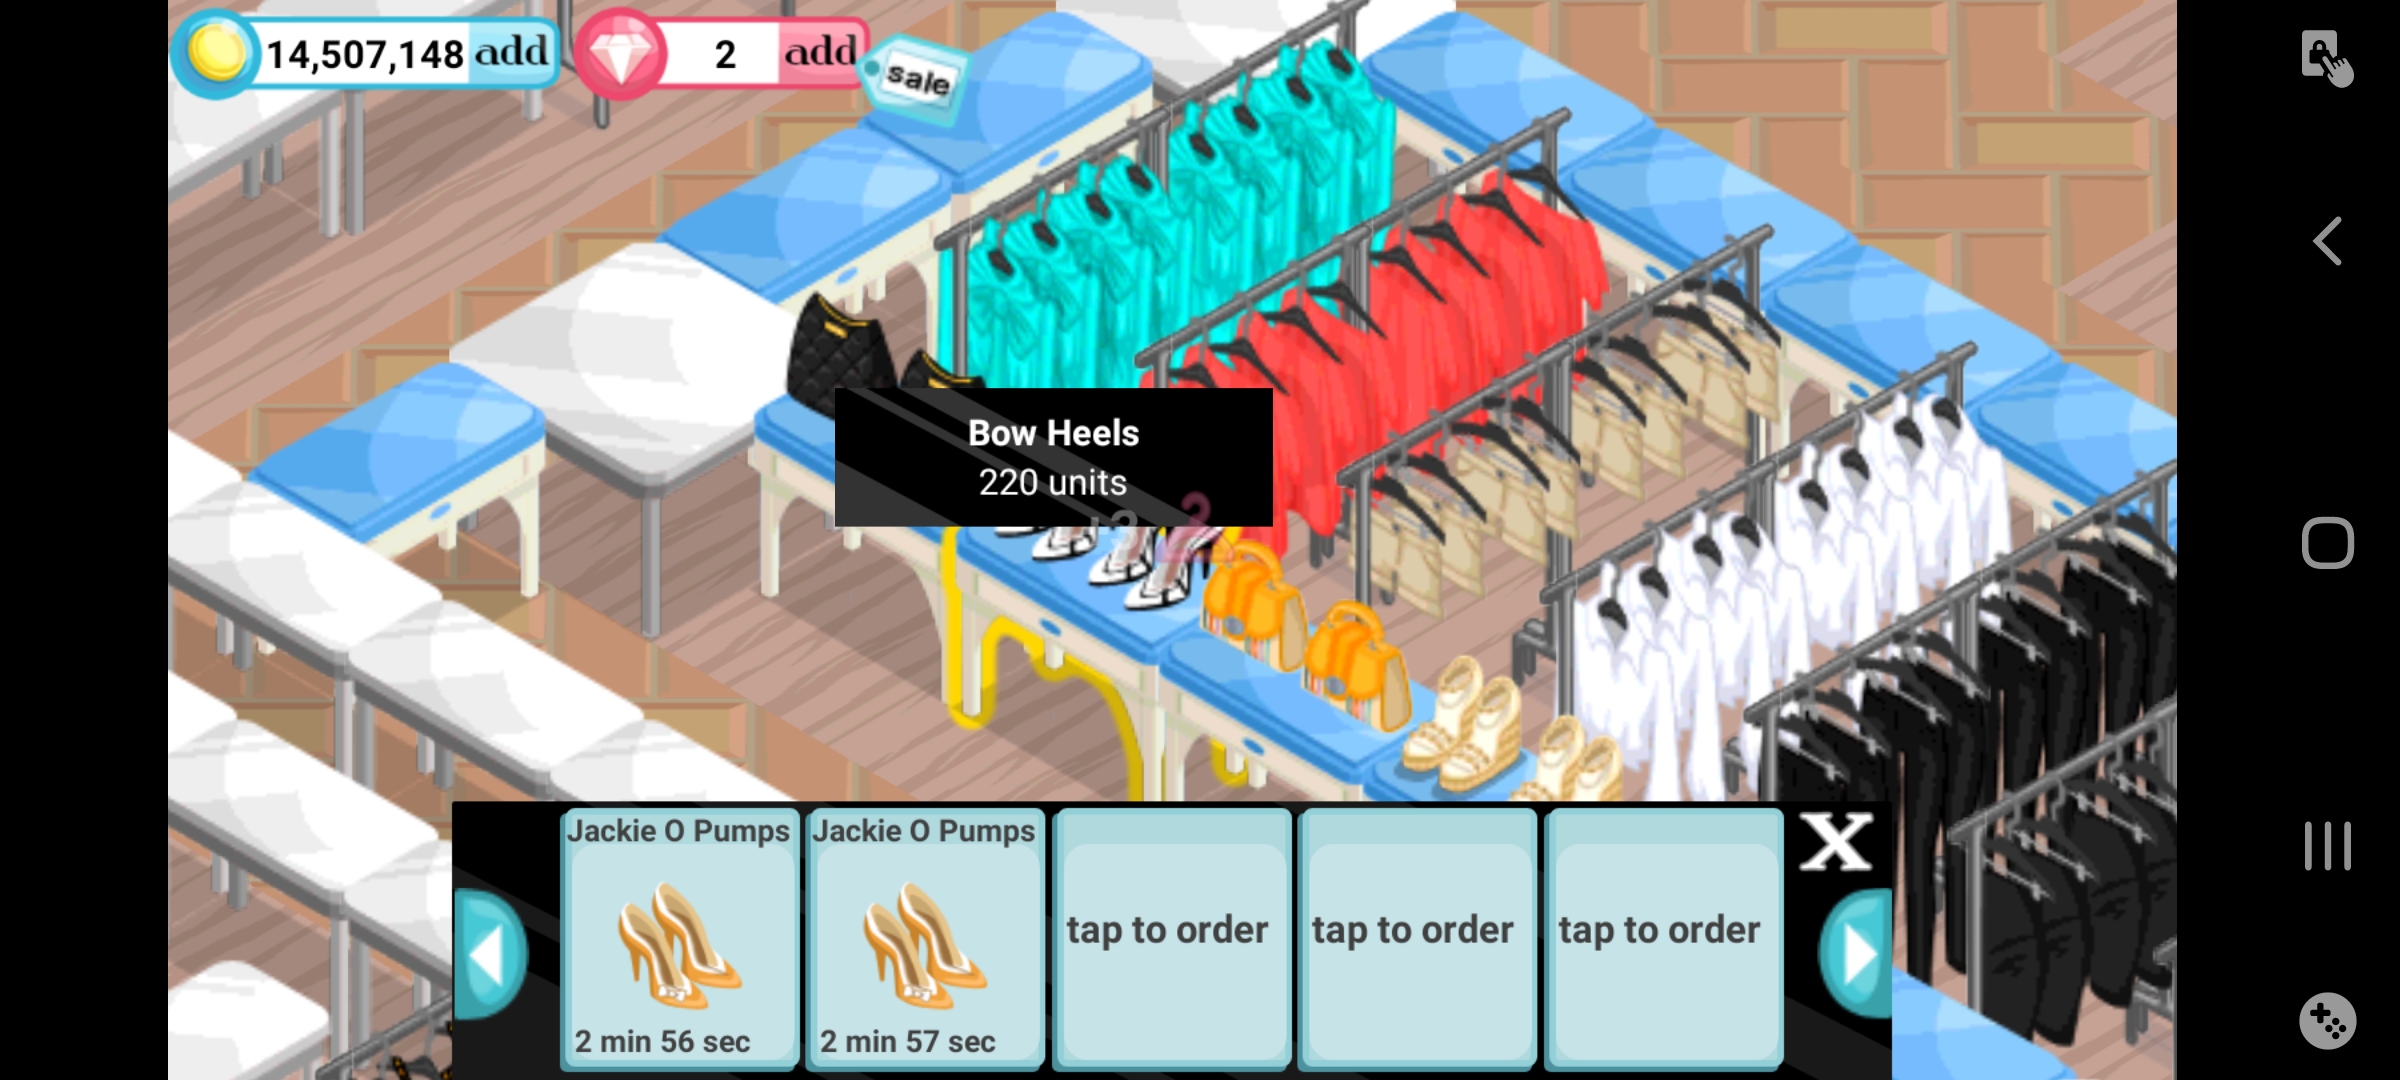 14,507,148 add
2 add
sale
Bow Heels
220 units
Jackie O Pumps
2 min 56 sec
Jackie O Pumps
2 min 57 sec
tap to order
tap to order
tap to order
X